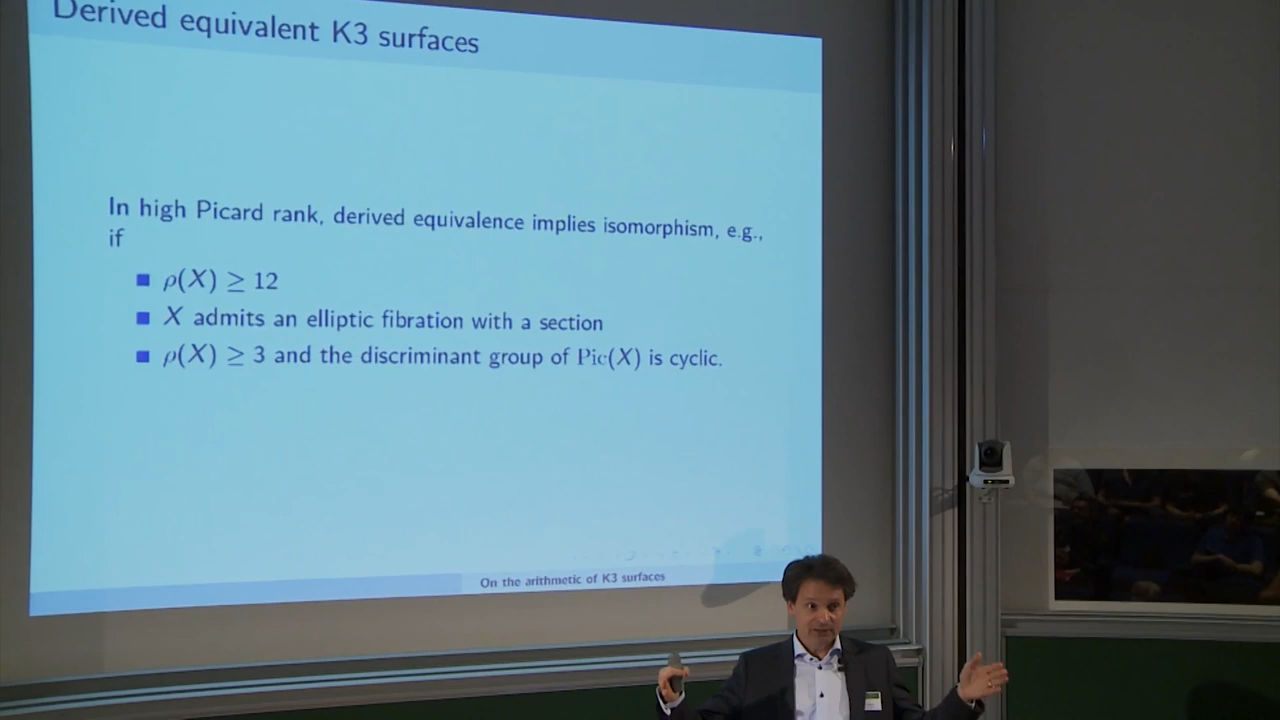 Derived equivalent K3 surfaces
In high Picard rank, derived equivalence implies isomorphism, e.g.,
if
ρ(X) ≥ 12
X admits an elliptic fibration with a section
ρ(X) ≥ 3 and the discriminant group of Pic(X) is cyclic.
On the arithmetic of K3 surfaces